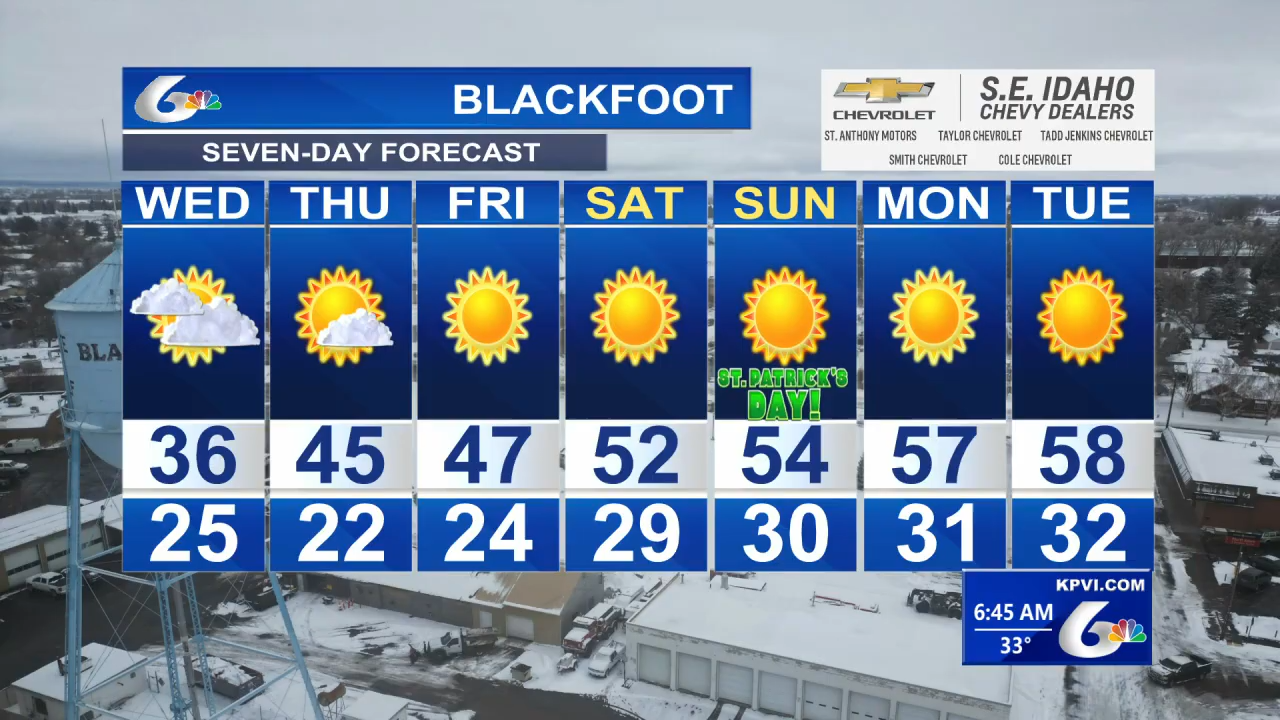 6
BLACKFOOT
SEVEN-DAY FORECAST
CHEVROLET
S.E. IDAHO
CHEVY DEALERS
ST. ANTHONY MOTORS TAYLOR CHEVROLET TADD JENKINS CHEVROLET
SMITH CHEVROLET COLE CHEVROLET
WED THU FRI SAT SUN MON TUE
BLA
ST. PATRICK'S
DAY!
36 45 47 52 54 57 58
25 22 24 29 30 31 32
KPVI.COM
6:45 AM
33°
6